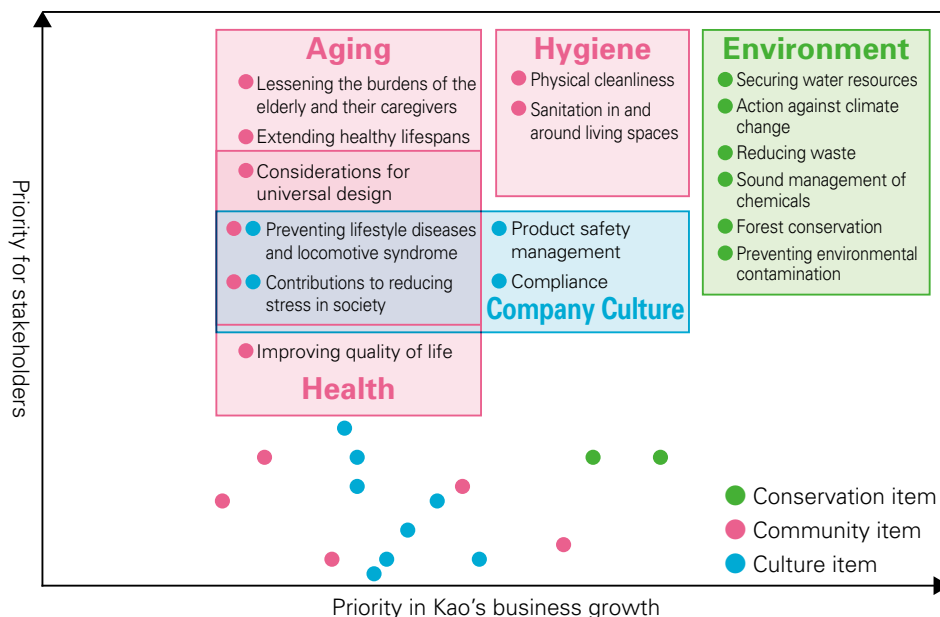 Priority for stakeholders
Aging
Lessening the burdens of the
elderly and their caregivers
Extending healthy lifespans
Considerations for
universal design
Preventing lifestyle diseases
and locomotive syndrome
Contributions to reducing
stress in society
Improving quality of life
Health
Hygiene
Physical cleanliness
Sanitation in and
around living spaces
Product safety
management
Compliance
Company Culture
Environment
Securing water resources
Action against climate
change
Reducing waste
Sound management of
chemicals
Forest conservation
Preventing environmental
contamination
Conservation item
Community item
Culture item
Priority in Kao's business growth